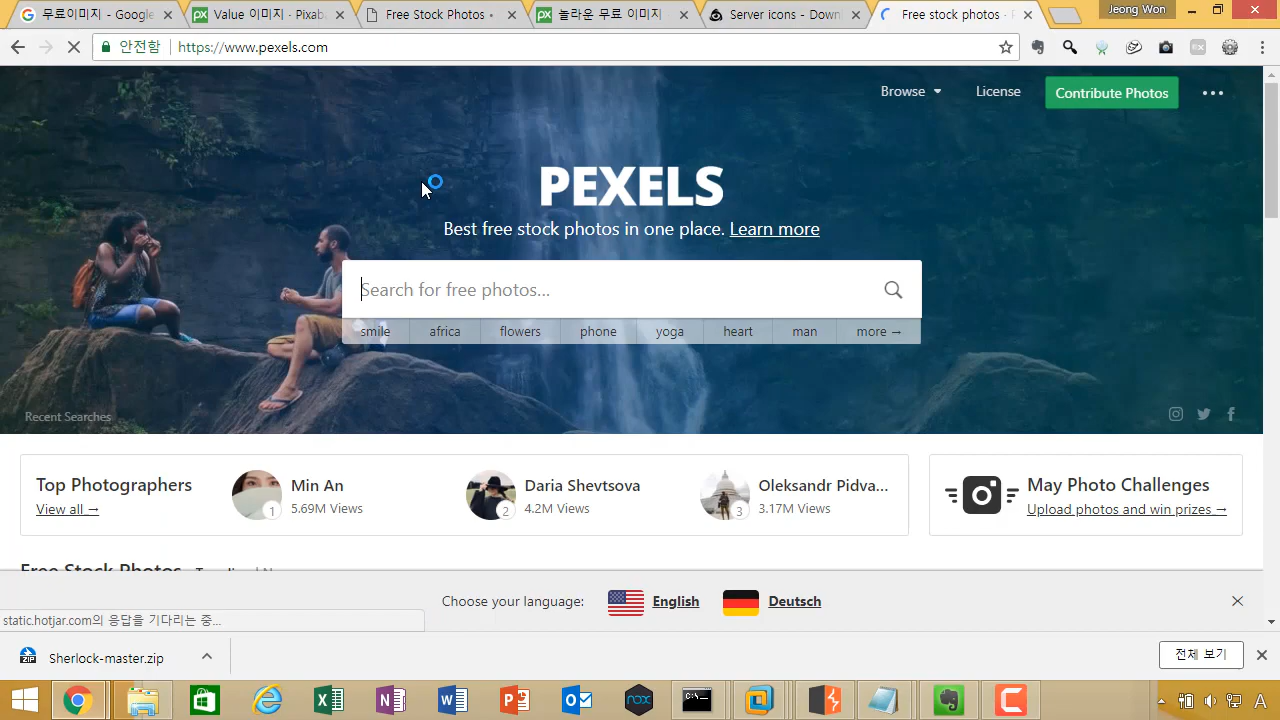 무료이미지 - Google
Value 이미지 · Pixab
Free Stock Photos •
놀라운 무료 이미지
server icons - Down
Free stock photos · P
Jeong Won
안전함
https://www.pexels.com
Browse
License
Contribute Photos
PEXELS
Best free stock photos in one place. Learn more
Search for free photos...
smile
africa
flowers
phone
yoga
heart
man
more →
Recent Searches
Top Photographers
View all →
1
Min An
5.69M Views
2
Daria Shevtsova
4.2M Views
3
Oleksandr Pidva...
3.17M Views
May Photo Challenges
Upload photos and win prizes →
Free Stock Photos
Choose your language:
English
Deutsch
static.hotjar.com의 응답을 기다리는 중...
Sherlock-master.zip
전체 보기
A